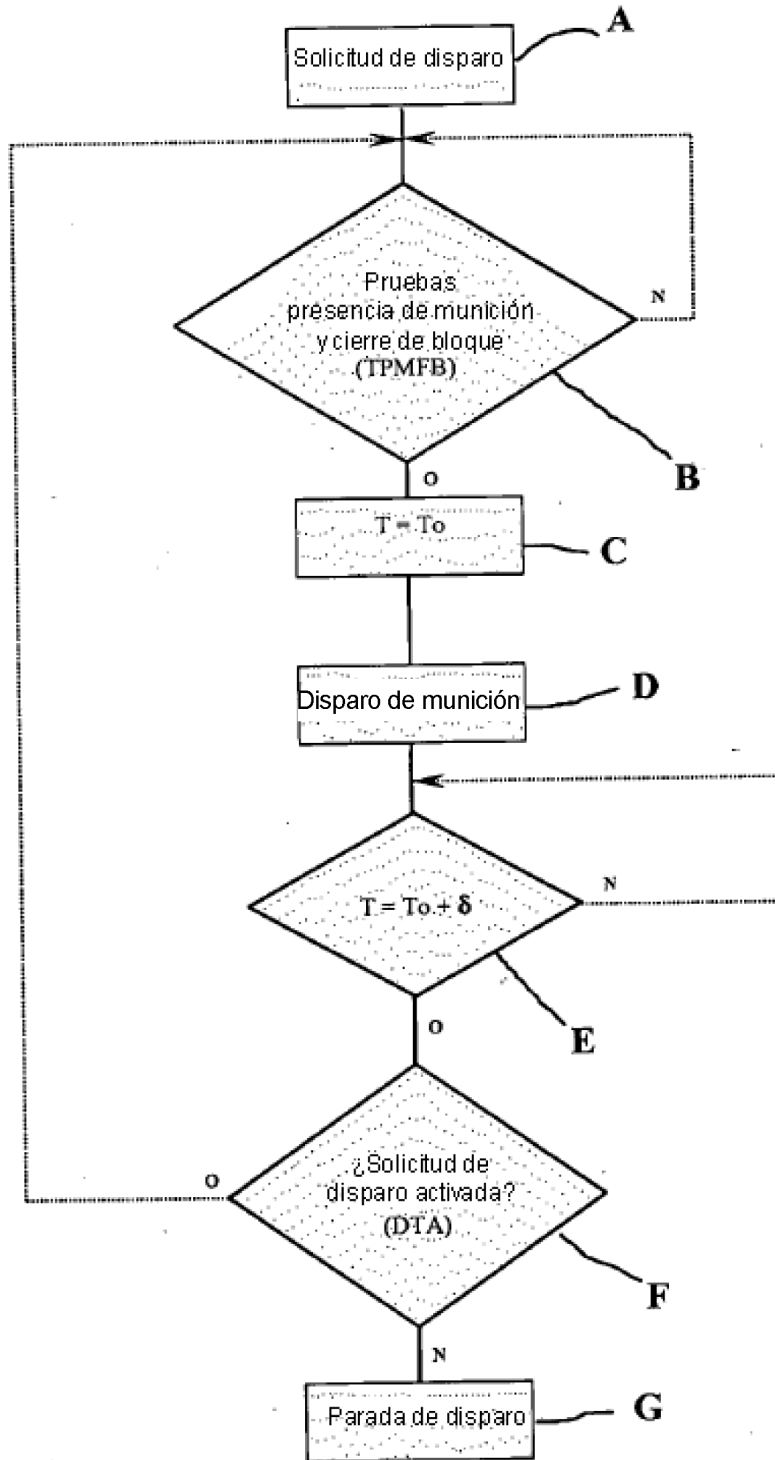 A
Solicitud de disparo
Pruebas
presencia de munición
y cierre de bloque
(TPMFB)
N
B
O
T = To
C
Disparo de munición
D
T = To + δ
N
E
O
¿Solicitud de
disparo activada?
(DTA)
O
F
N
Parada de disparo
G